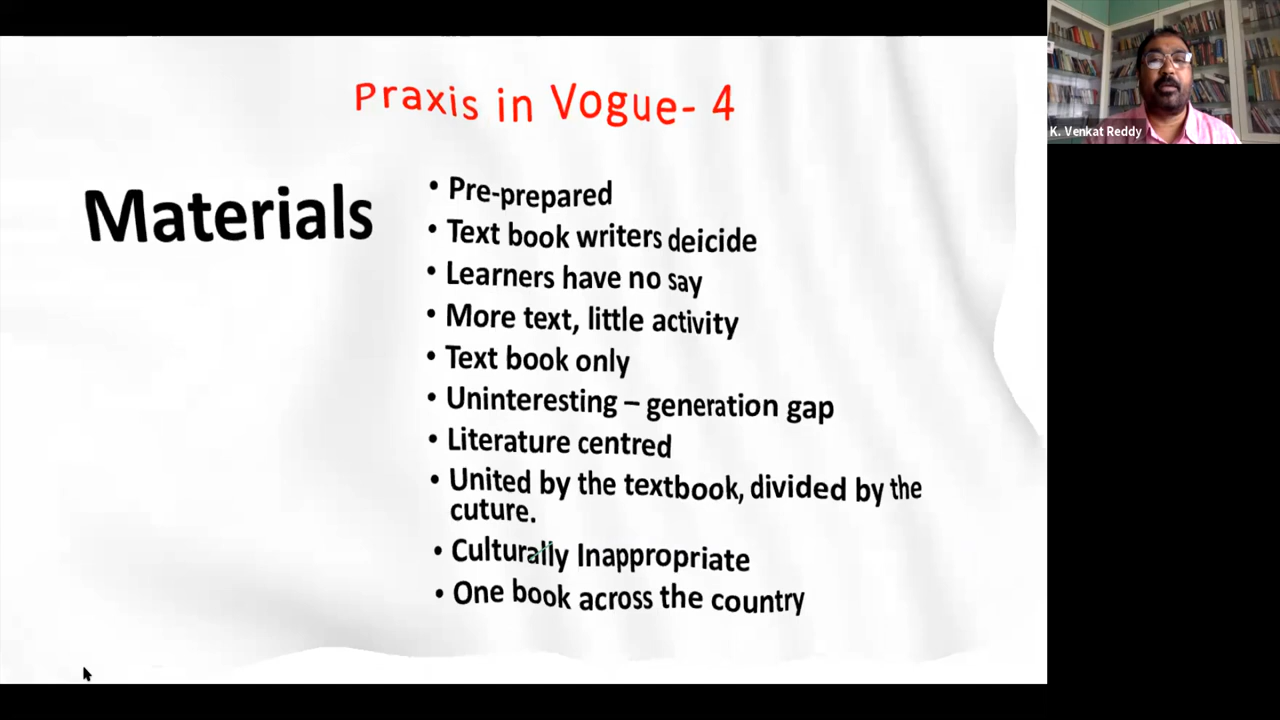 Praxis in Vogue- 4
Materials
• Pre-prepared
• Text book writers deicide
• Learners have no say
• More text, little activity
• Text book only
• Uninteresting – generation gap
• Literature centred
• United by the textbook, divided by the
cuture.
• Culturally Inappropriate
• One book across the country
K. Venkat Reddy